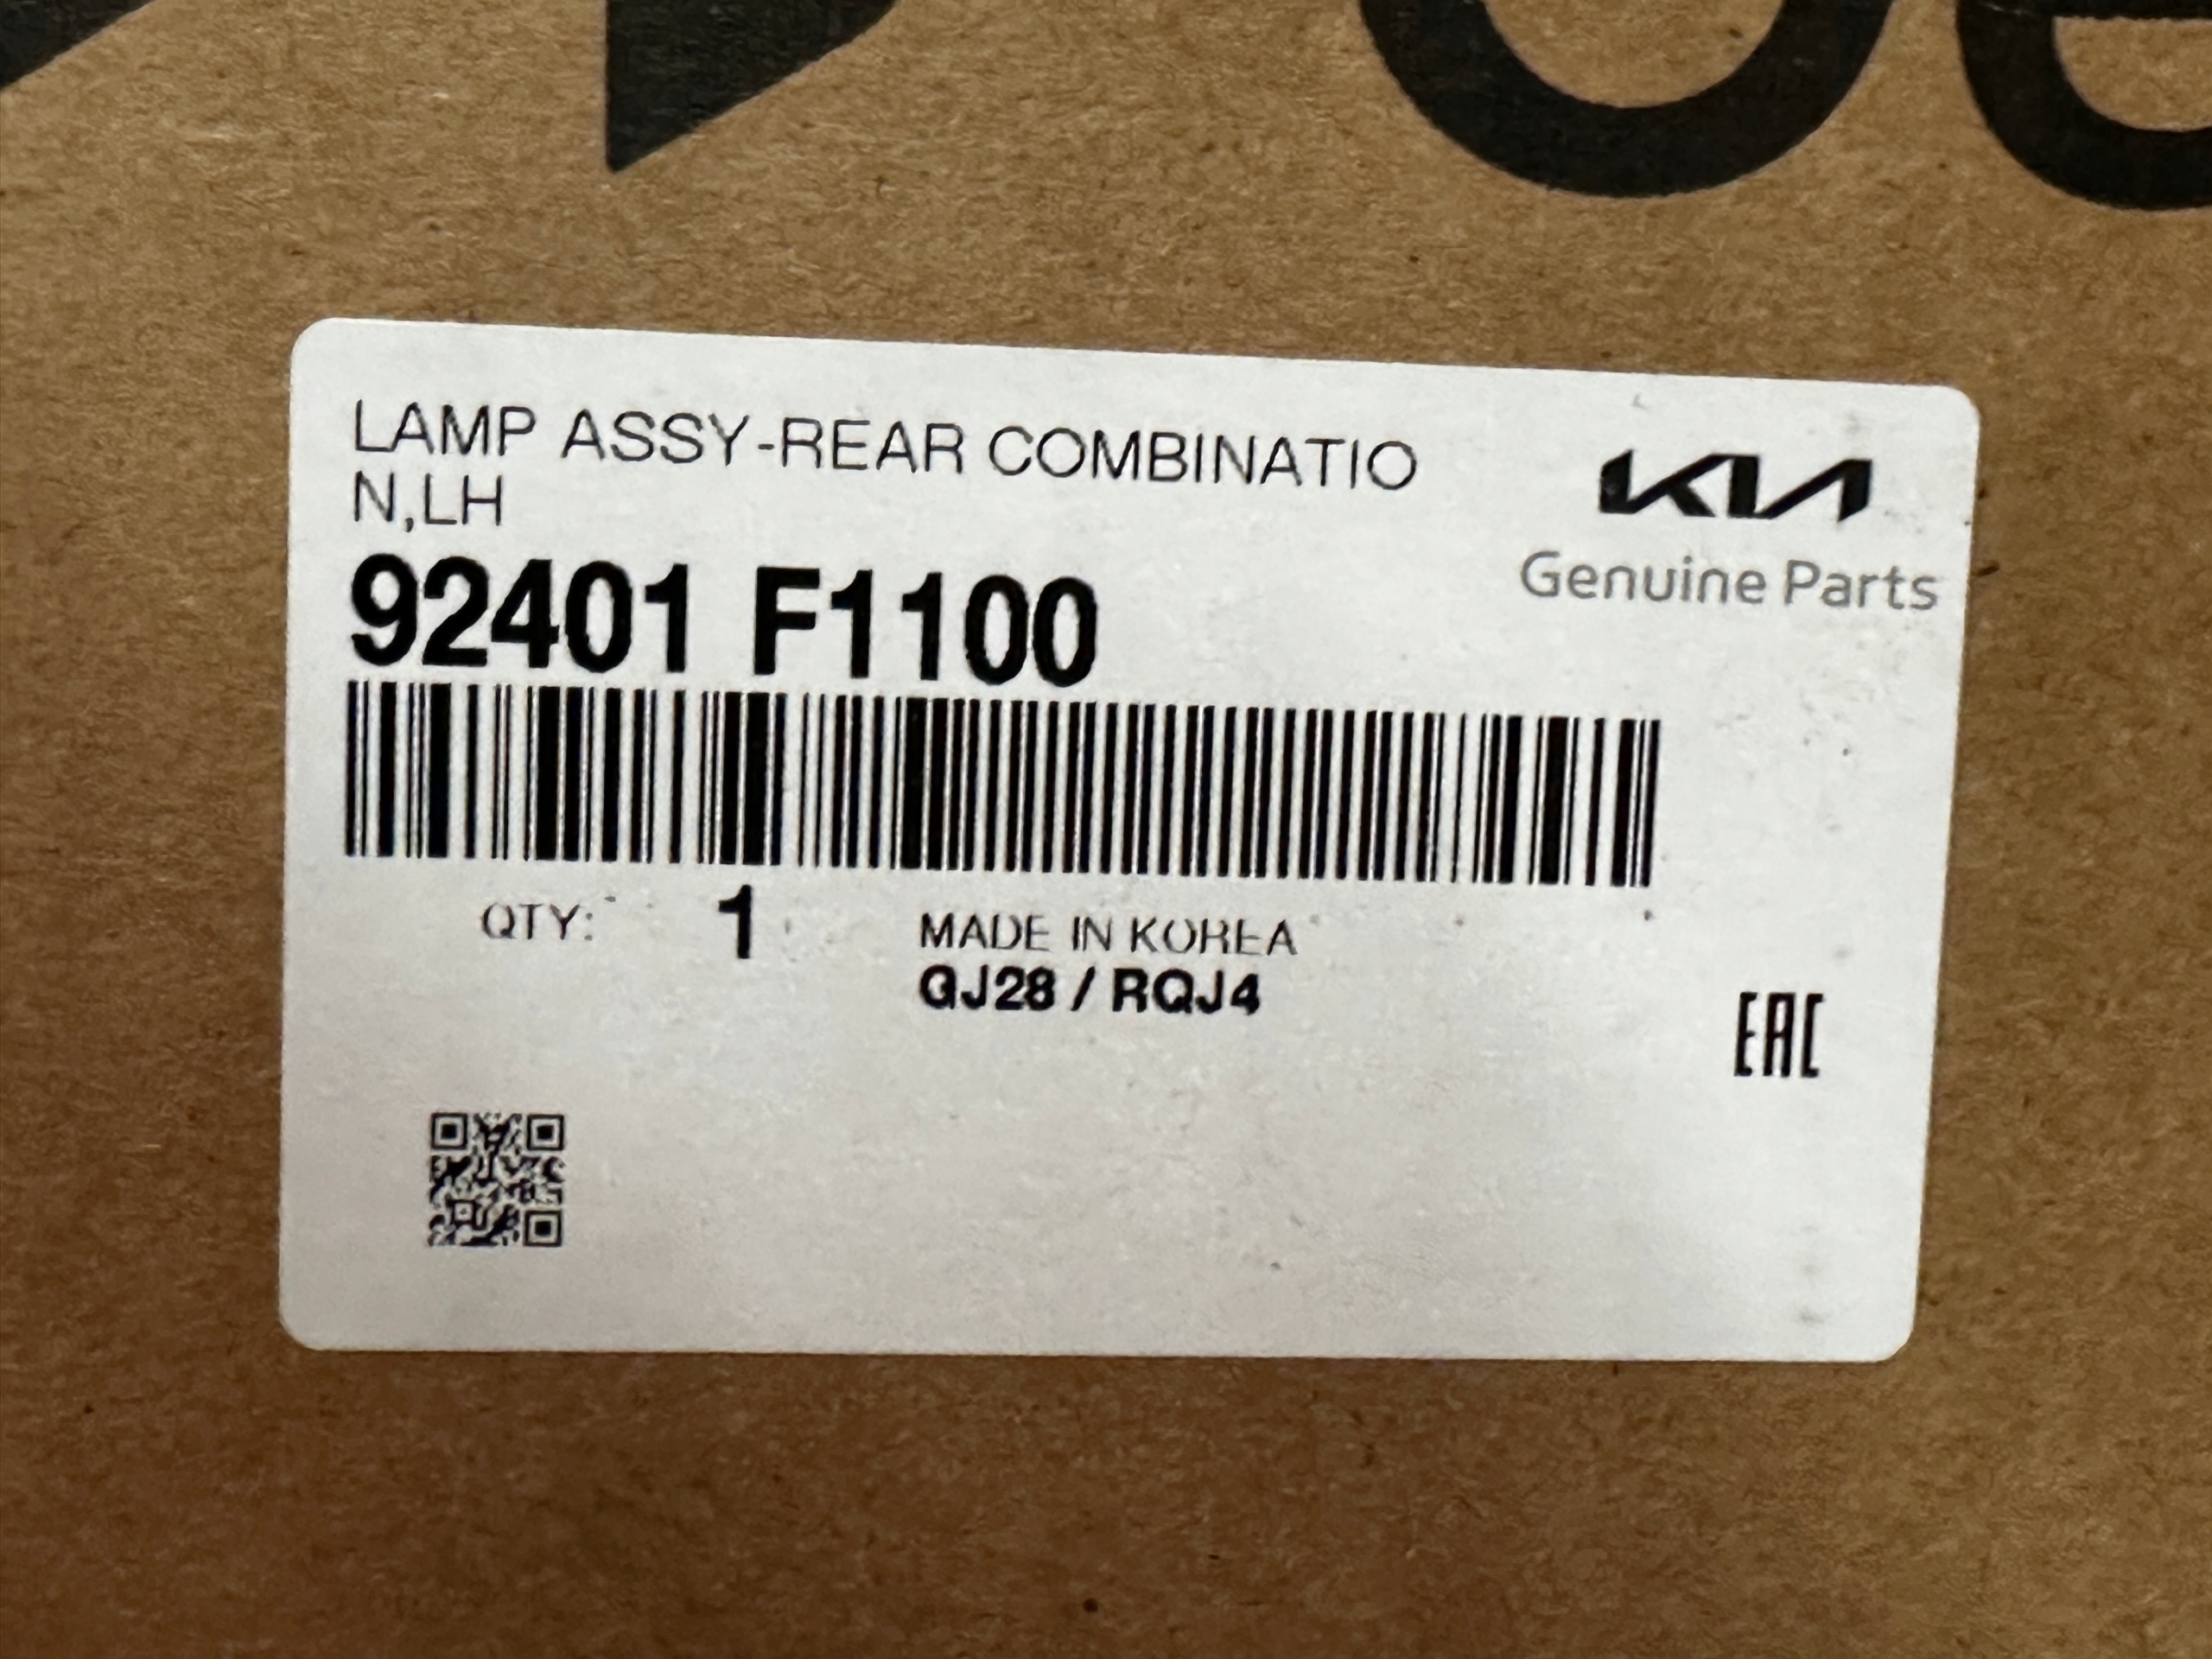 LAMP ASSY-REAR COMBINATIO
N,LH
KIA
Genuine Parts
92401 F1100
QTY: 1
MADE IN KOREA
GJ28 / RQJ4
EAC